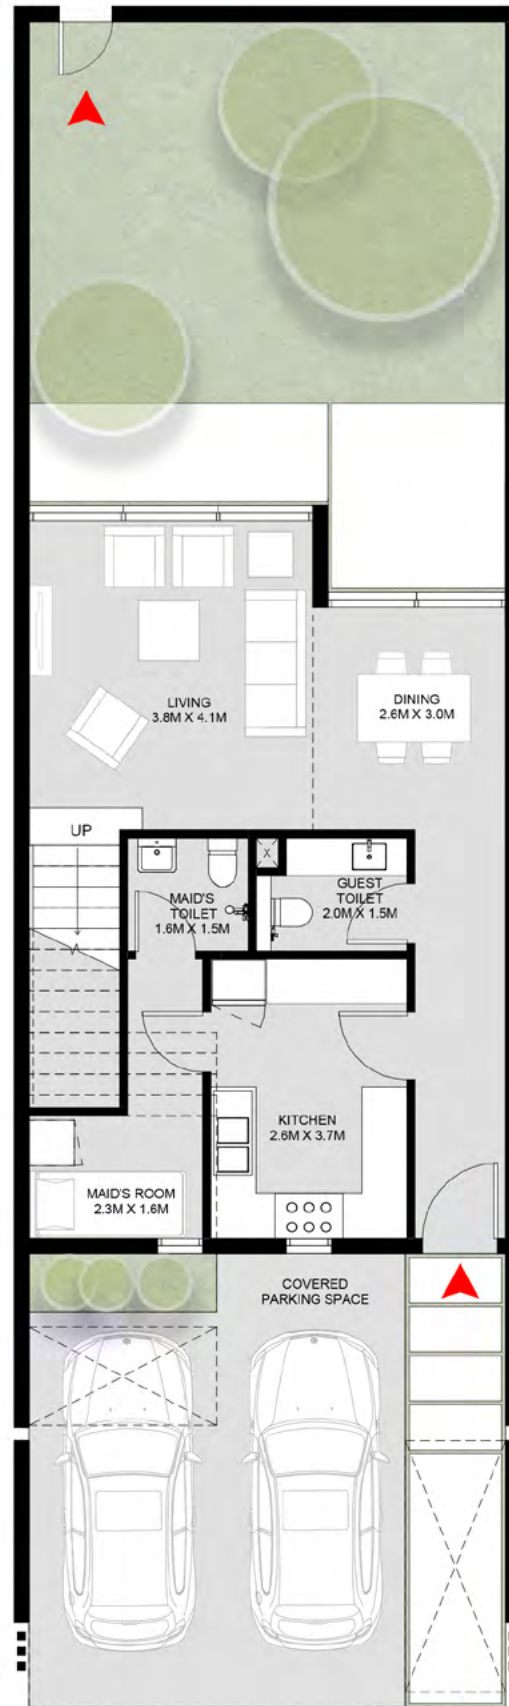 LIVING
3.8M X 4.1M
DINING
2.6M X 3.0M
UP
X
MAID'S
TOILET
1.6M X 1.5M
GUEST
TOILET
2.0M X 1.5M
KITCHEN
2.6M X 3.7M
MAID'S ROOM
2.3M X 1.6M
COVERED
PARKING SPACE